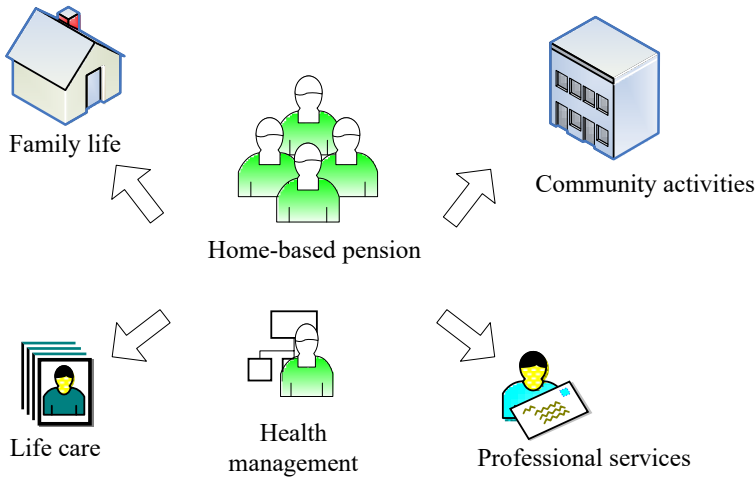 Family life
Community activities
Home-based pension
Life care
Health
management
Professional services